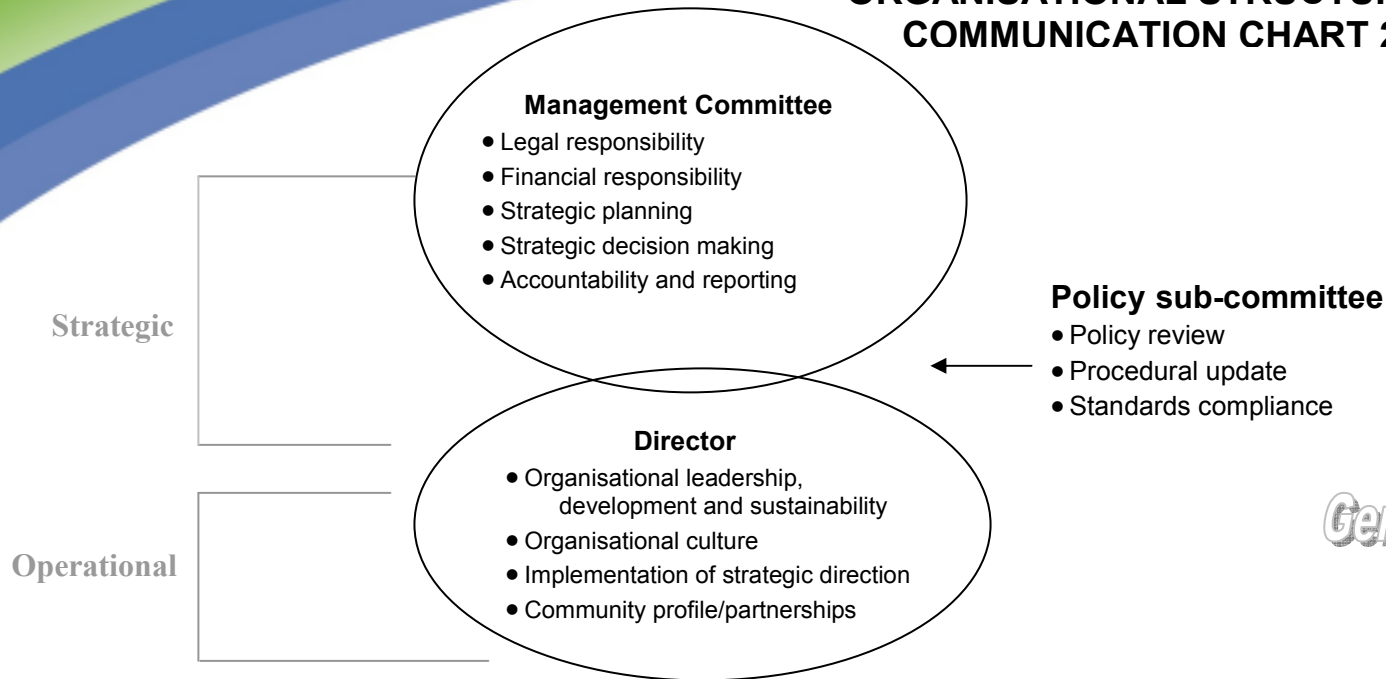 COMMUNICATION CHART
Management Committee
• Legal responsibility
• Financial responsibility
• Strategic planning
• Strategic decision making
• Accountability and reporting
Strategic
Policy sub-committee
• Policy review
• Procedural update
• Standards compliance
Director
• Organisational leadership,
development and sustainability
• Organisational culture
• Implementation of strategic direction
• Community profile/partnerships
Operational